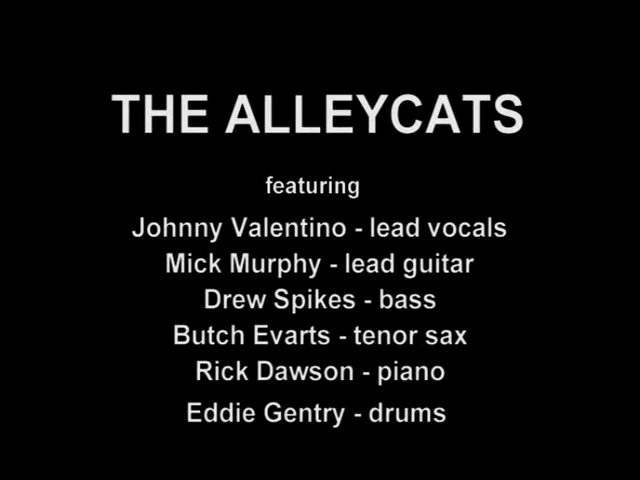 THE ALLEYCATS
featuring
Johnny Valentino - lead vocals
Mick Murphy - lead guitar
Drew Spikes - bass
Butch Evarts - tenor sax
Rick Dawson - piano
Eddie Gentry - drums